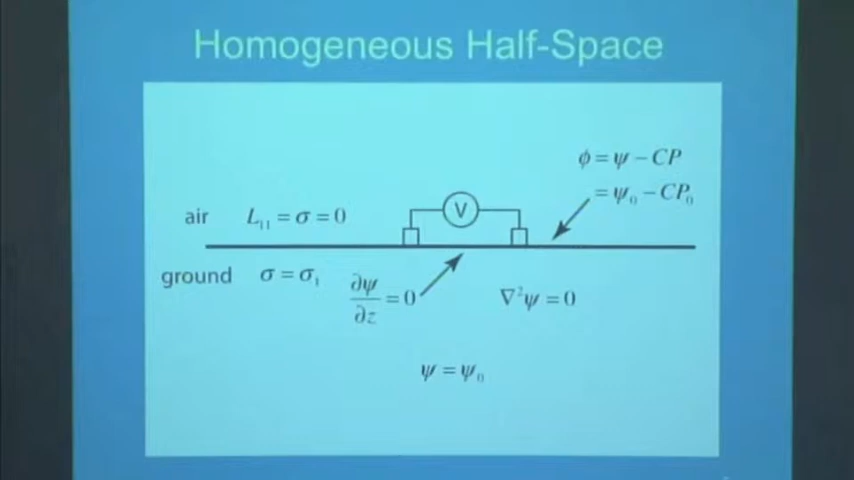 Homogeneous Half-Space
ϕ = ψ − CP
= ψ₀ − CP₀
air L₁₁ = σ = 0
V
ground σ = σ₁
∂ψ/∂z = 0
∇²ψ = 0
ψ = ψ₀